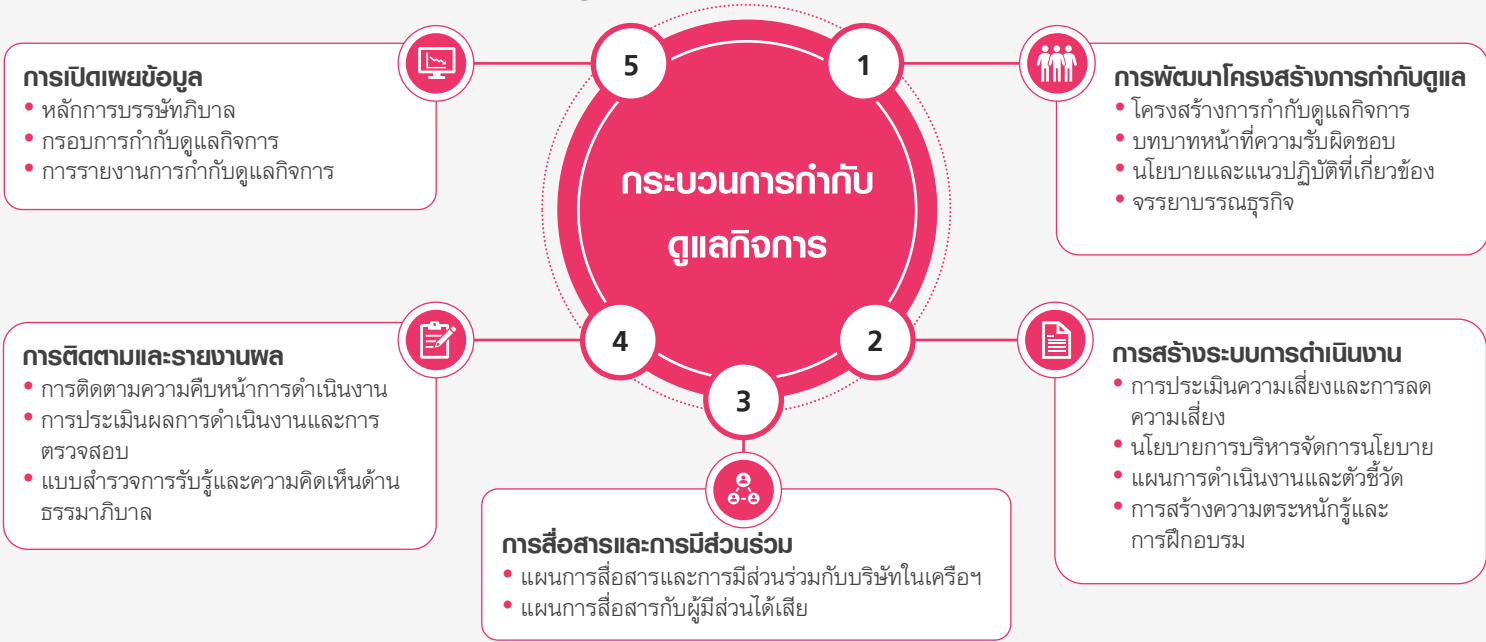 กระบวนการกำกับ
ดูแลกิจการ
1
การพัฒนาโครงสร้างการกำกับดูแล
• โครงสร้างการกำกับดูแลกิจการ
• บทบาทหน้าที่ความรับผิดชอบ
• นโยบายและแนวปฏิบัติที่เกี่ยวข้อง
• จรรยาบรรณธุรกิจ
2
การสร้างระบบการดำเนินงาน
• การประเมินความเสี่ยงและการลด
ความเสี่ยง
• นโยบายการบริหารจัดการนโยบาย
• แผนการดำเนินงานและตัวชี้วัด
• การสร้างความตระหนักรู้และ
การฝึกอบรม
3
การสื่อสารและการมีส่วนร่วม
• แผนการสื่อสารและการมีส่วนร่วมกับบริษัทในเครือฯ
• แผนการสื่อสารกับผู้มีส่วนได้เสีย
4
การติดตามและรายงานผล
• การติดตามความคืบหน้าการดำเนินงาน
• การประเมินผลการดำเนินงานและการ
ตรวจสอบ
• แบบสำรวจการรับรู้และความคิดเห็นด้าน
ธรรมาภิบาล
5
การเปิดเผยข้อมูล
• หลักการบรรษัทภิบาล
• กรอบการกำกับดูแลกิจการ
• การรายงานการกำกับดูแลกิจการ